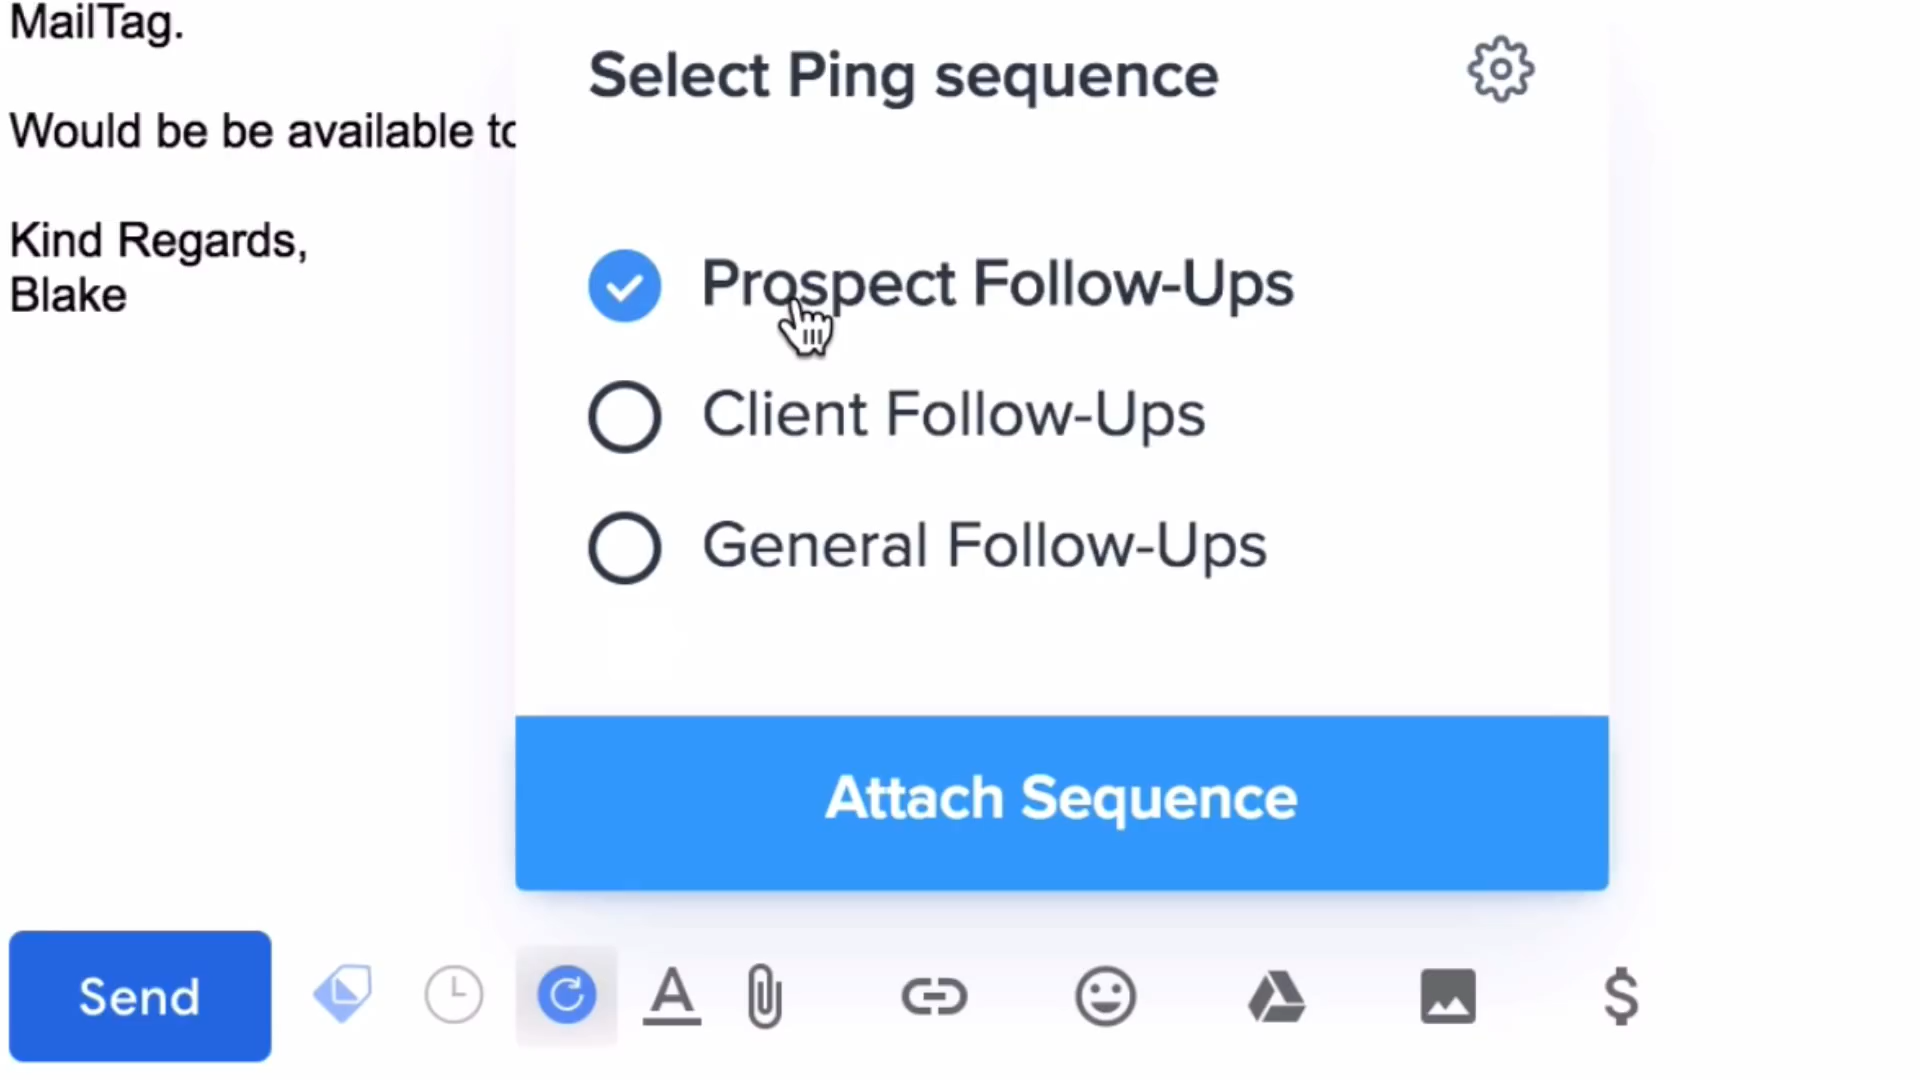 MailTag.
Would be be available to
Kind Regards,
Blake
Select Ping sequence
Prospect Follow-Ups
Client Follow-Ups
General Follow-Ups
Attach Sequence
Send